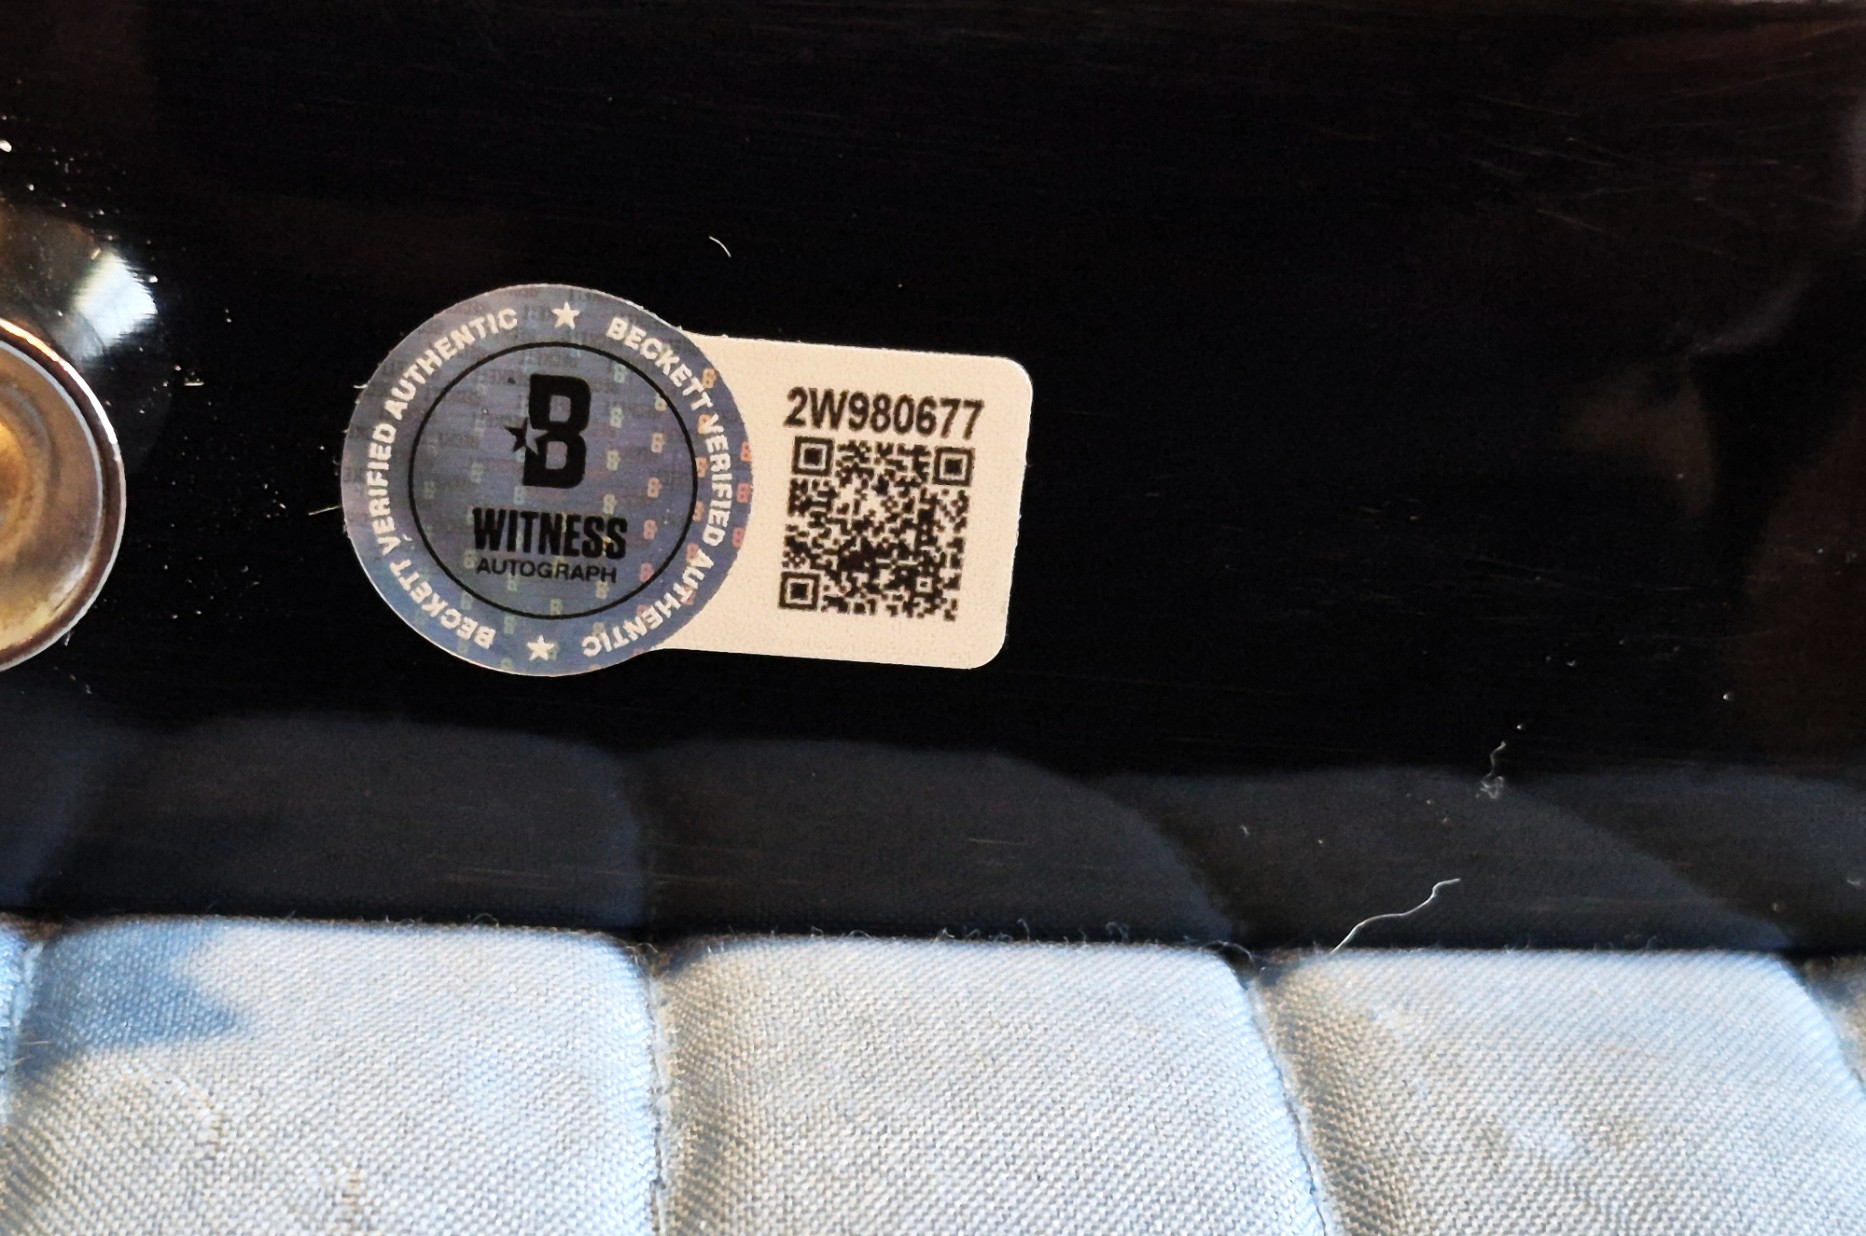 BECKETT VERIFIED AUTHENTIC ★ BECKETT VERIFIED AUTHENTIC ★
B
WITNESS
AUTOGRAPH
2W980677